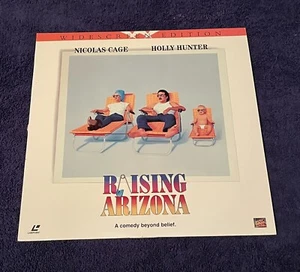 WIDESCREEN EDITION
NICOLAS CAGE HOLLY HUNTER
RAISING
ARIZONA
A comedy beyond belief.